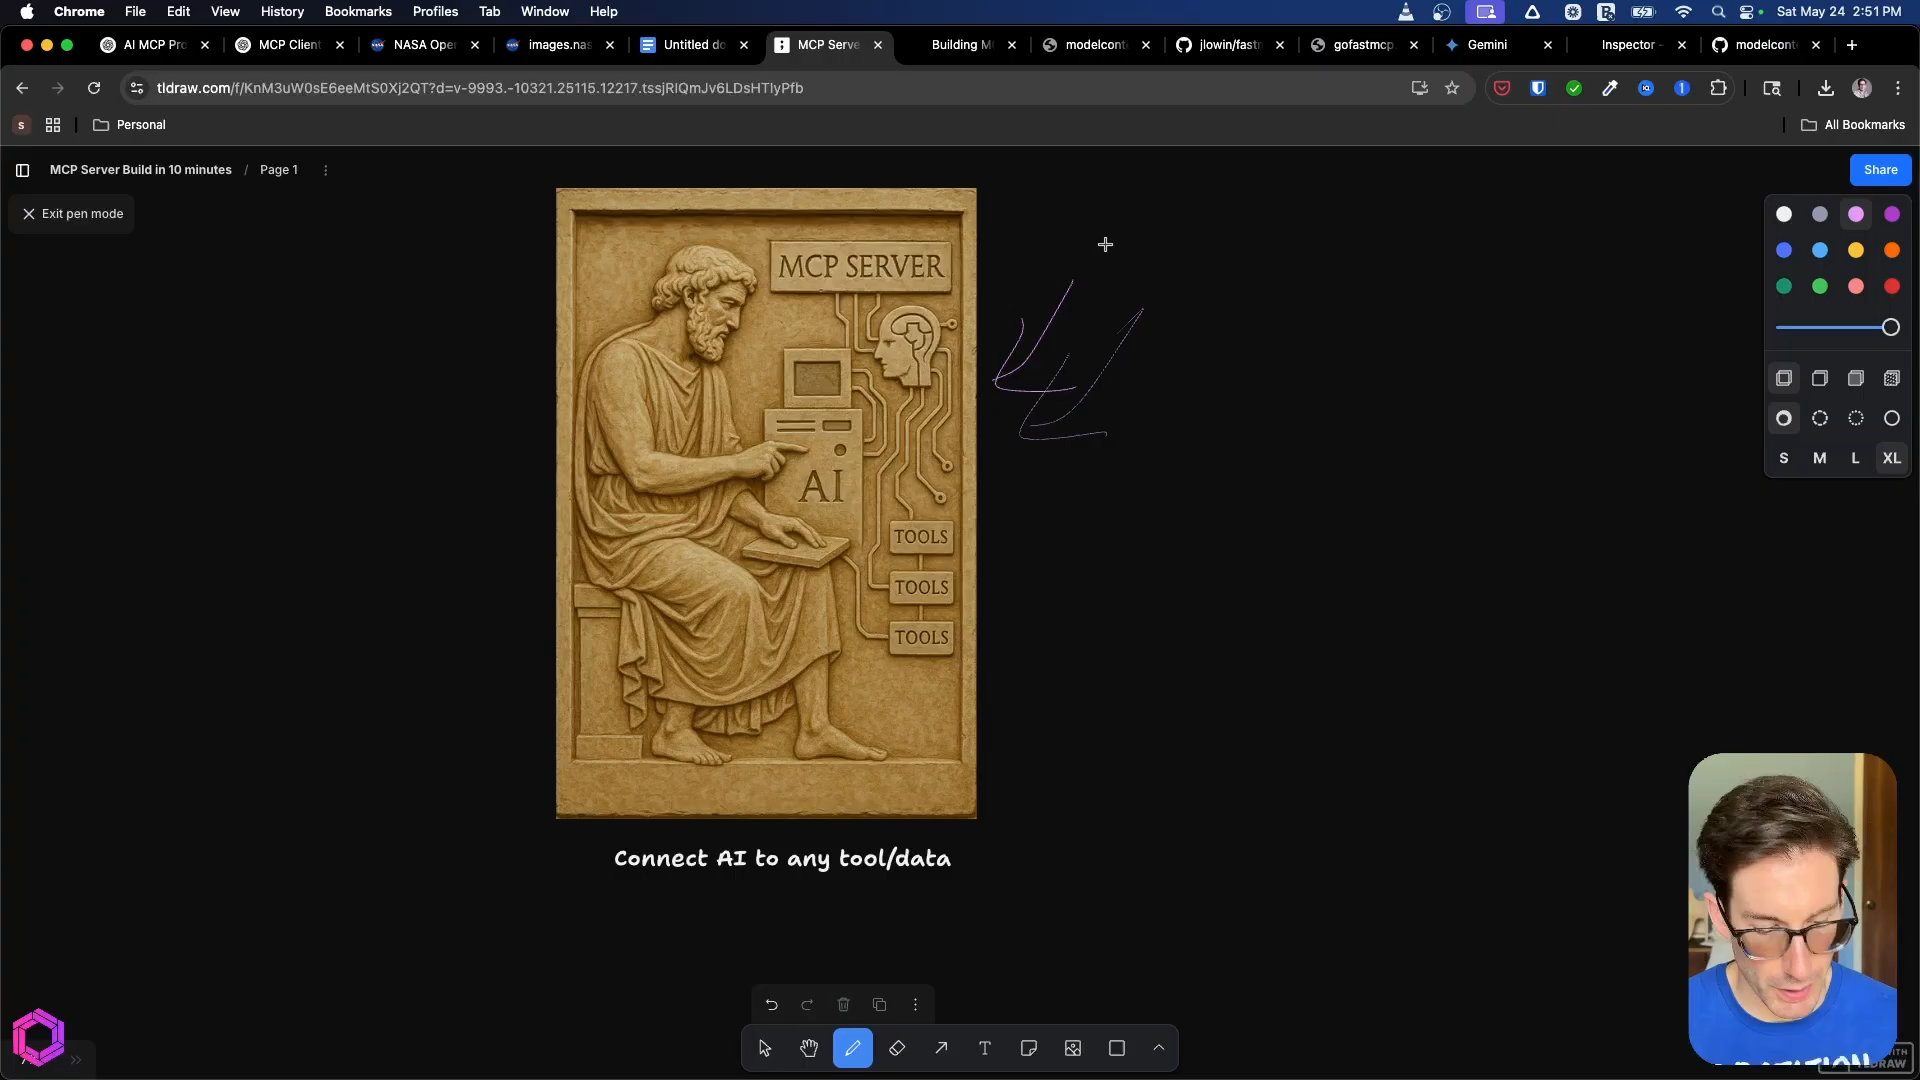 Chrome File Edit View History Bookmarks Profiles Tab Window Help
Sat May 24 2:51 PM
AI MCP Pro
MCP Client
NASA Ope
images.nas
Untitled do
MCP Serve
Building M
modelcont
jlowin/fastm
gofastmcp.
Gemini
Inspector -
modelcont
tldraw.com/f/KnM3uW0sE6eeMtS0Xj2QT?d=v-9993.-10321.25115.12217.tssjRlQmJv6LDsHTlyPfb
s
Personal
All Bookmarks
MCP Server Build in 10 minutes / Page 1
Share
Exit pen mode
MCP SERVER
AI
TOOLS
TOOLS
TOOLS
S M L XL
Connect AI to any tool/data